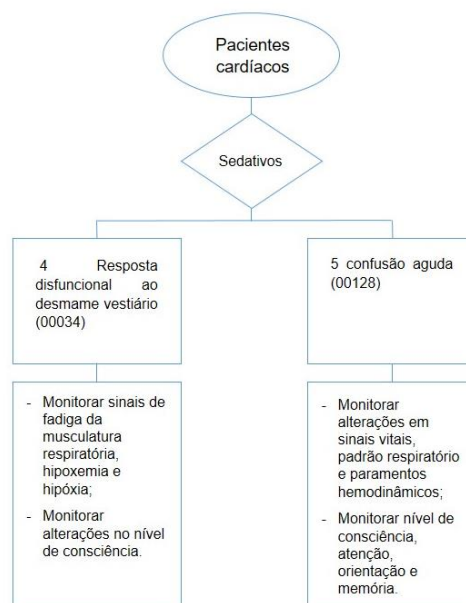 Pacientes
cardíacos
Sedativos
4 Resposta
disfuncional ao
desmame vestiário
(00034)
5 confusão aguda
(00128)
- Monitorar sinais de
fadiga da
musculatura
respiratória,
hipoxemia e
hipóxia;
- Monitorar
alterações no nível
de consciência.
- Monitorar
alterações em
sinais vitais,
padrão respiratório
e paramentos
hemodinâmicos;
- Monitorar nível de
consciência,
atenção,
orientação e
memória.